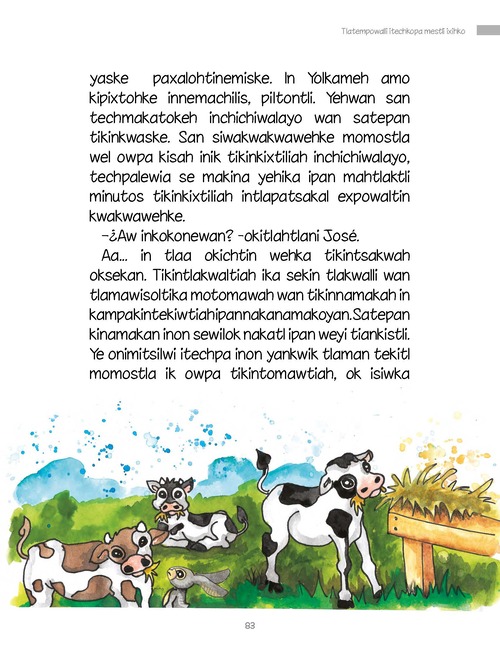 Tlatempowalli itechkopa mestli ixihko
yaske paxalohtinemiske. In Yolkameh amo
kipixtohke innemachilis, piltontli. Yehwan san
techmakatokeh inchichiwalayo wan satepan
tikinkwaske. San siwakwakwawehke momostla
wel owpa kisah inik tikinkixtiliah inchichiwalayo,
techpalewia se makina yehika ipan mahtlaktli
minutos tikinkixtiliah intlapatsakal expowaltin
kwakwawehke.
–¿Aw inkokonewan? -okitlahtlani José.
Aa... in tlaa okichtin wehka tikintsakwah
oksekan. Tikintlakwaltiah ika sekin tlakwalli wan
tlamawisoltika motomawah wan tikinnamakah in
kampakintekiwtiahipannakanamakoyan.Satepan
kinamakan inon sewilok nakatl ipan weyi tiankistli.
Ye onimitsilwi itechpa inon yankwik tlaman tekitl
momostla ik owpa tikintomawtiah, ok isiwka
83